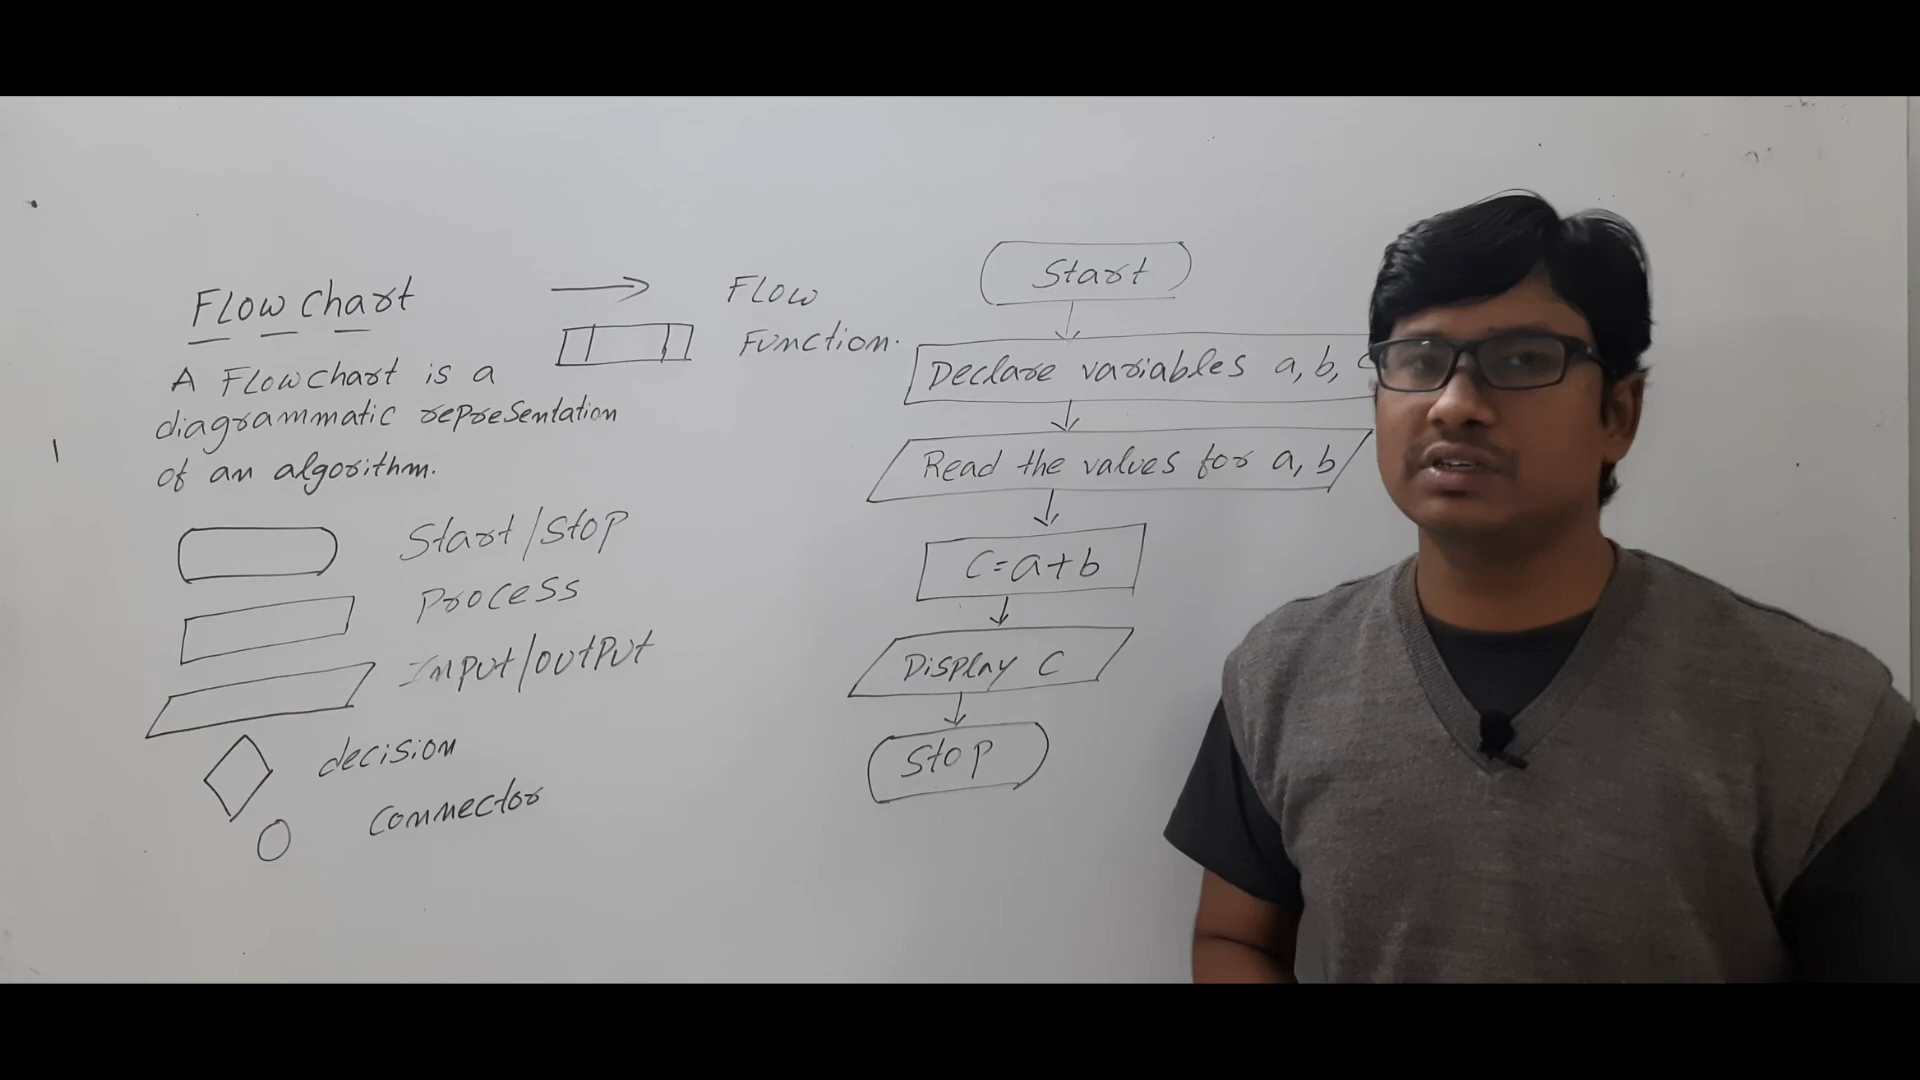 FLOW chart
A FLOWchart is a
diagrammatic representation
of an algorithm.
Start/Stop
Process
Input/output
decision
Connector
FLOW
Function.
Start
Declare variables a, b, c
Read the values for a, b
C=a+b
Display C
Stop